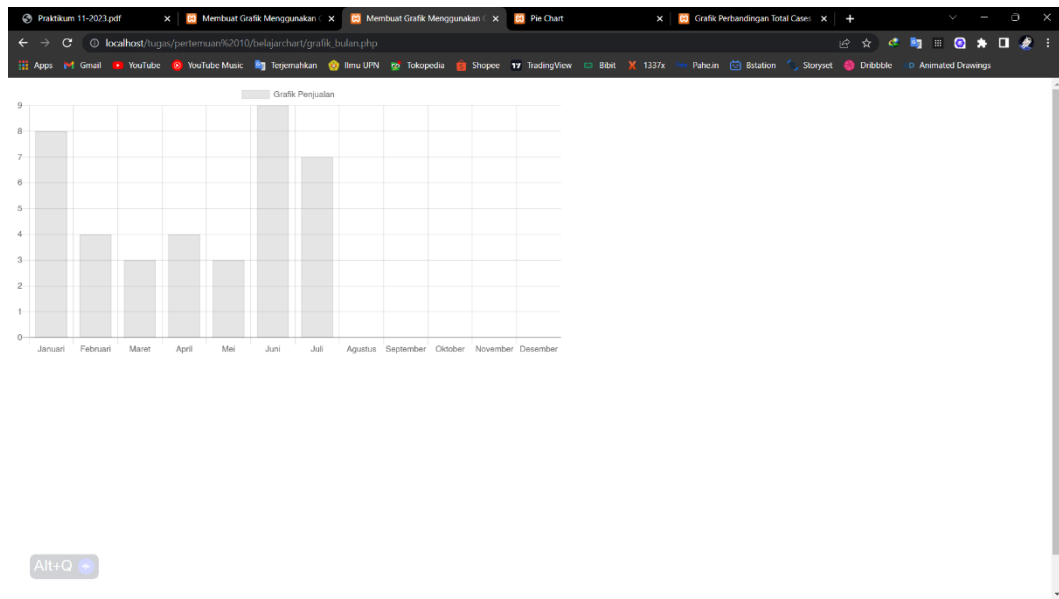 Praktikum 11-2023.pdf
Membuat Grafik Menggunakan C
Membuat Grafik Menggunakan C
Pie Chart
Grafik Perbandingan Total Cases
localhost/tugas/pertemuan%2010/belajarchart/grafik_bulan.php
Apps Gmail YouTube YouTube Music Terjemahkan Ilmu UPN Tokopedia Shopee TradingView Bibit 1337x Pahe.in Bstation Storyset Dribbble Animated Drawings
Grafik Penjualan
9
8
7
6
5
4
3
2
1
0
Januari Februari Maret April Mei Juni Juli Agustus September Oktober November Desember
Alt+Q